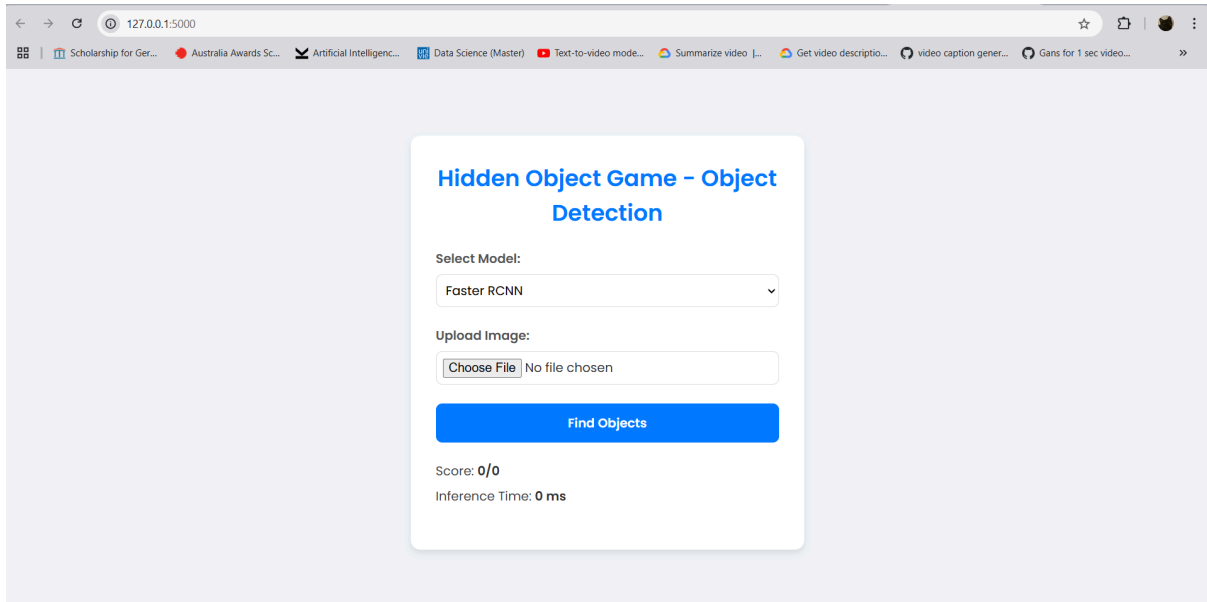 127.0.0.1:5000
Scholarship for Ger... Australia Awards Sc... Artificial Intelligenc... Data Science (Master) Text-to-video mode... Summarize video |... Get video descriptio... video caption gener... Gans for 1 sec video... »
Hidden Object Game - Object
Detection
Select Model:
Faster RCNN
Upload Image:
Choose File No file chosen
Find Objects
Score: 0/0
Inference Time: 0 ms